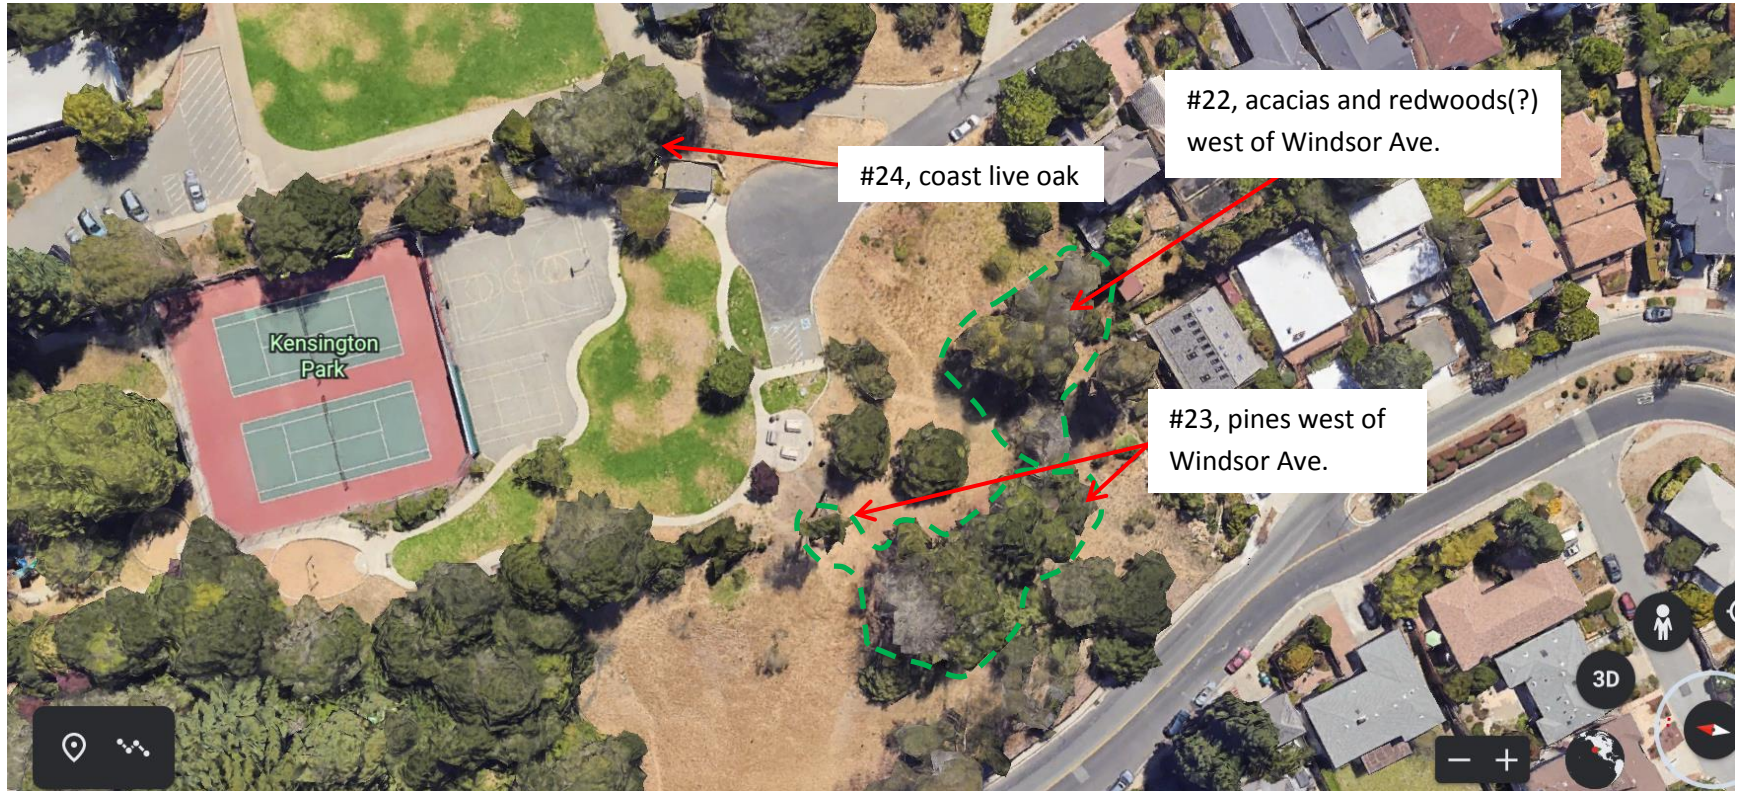 #22, acacias and redwoods(?)
west of Windsor Ave.
#24, coast live oak
Kensington
Park
#23, pines west of
Windsor Ave.
3D